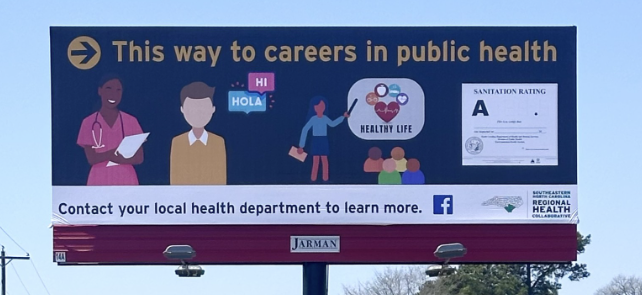 This way to careers in public health
HI
HOLA
HEALTHY LIFE
SANITATION RATING
A
Contact your local health department to learn more.
f
SOUTHEASTERN
NORTH CAROLINA
REGIONAL
HEALTH
COLLABORATIVE
JARMAN